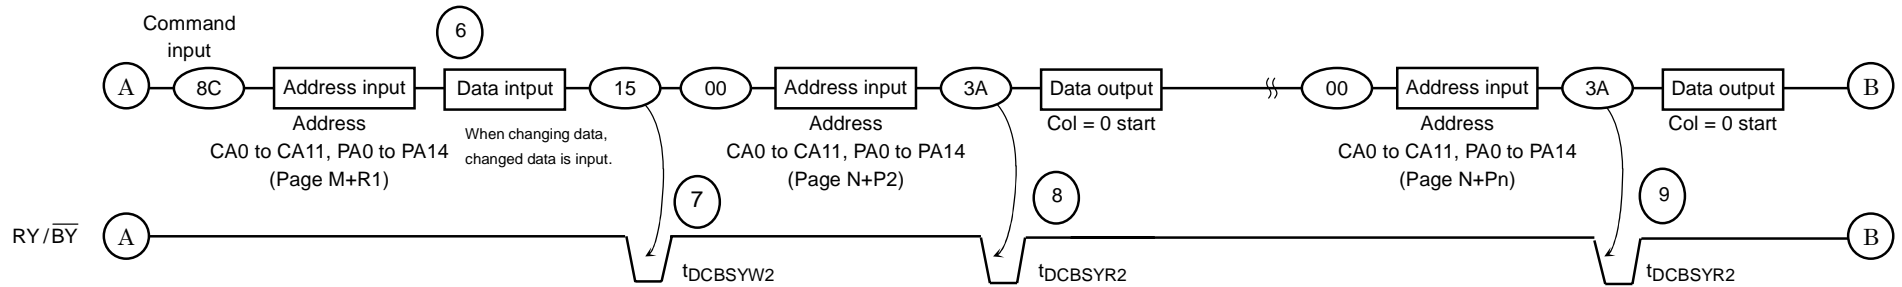 Command
input
6
A 8C Address input Data intput 15 00 Address input 3A Data output 00 Address input 3A Data output B
Address
CA0 to CA11, PA0 to PA14
(Page M+R1)
When changing data,
changed data is input.
Address
CA0 to CA11, PA0 to PA14
(Page N+P2)
Col = 0 start
Address
CA0 to CA11, PA0 to PA14
(Page N+Pn)
Col = 0 start
7
8
9
RY/BY A B
tDCBSYW2
tDCBSYR2
tDCBSYR2